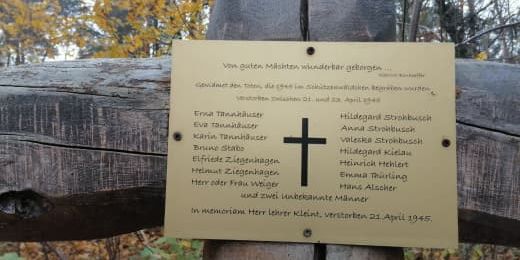 Von guten Mächten wunderbar geborgen ...
Dietrich Bonhoeffer
Gewidmet den Toten, die 1945 im Schützenwäldchen begraben wurden,
Verstorben zwischen 21. und 23. April 1945
Erna Tannhäuser
Eva Tannhäuser
Karin Tannhäuser
Bruno Stabo
Elfriede Ziegenhagen
Helmut Ziegenhagen
Herr oder Frau Weiger
Hildegard Strohbusch
Anna Strohbusch
Valeska Strohbusch
Hildegard Kielau
Heinrich Hehlert
Emma Thürling
Hans Alscher
und zwei Unbekannte Männer
In memoriam Herr Lehrer Kleint, verstorben 21. April 1945.